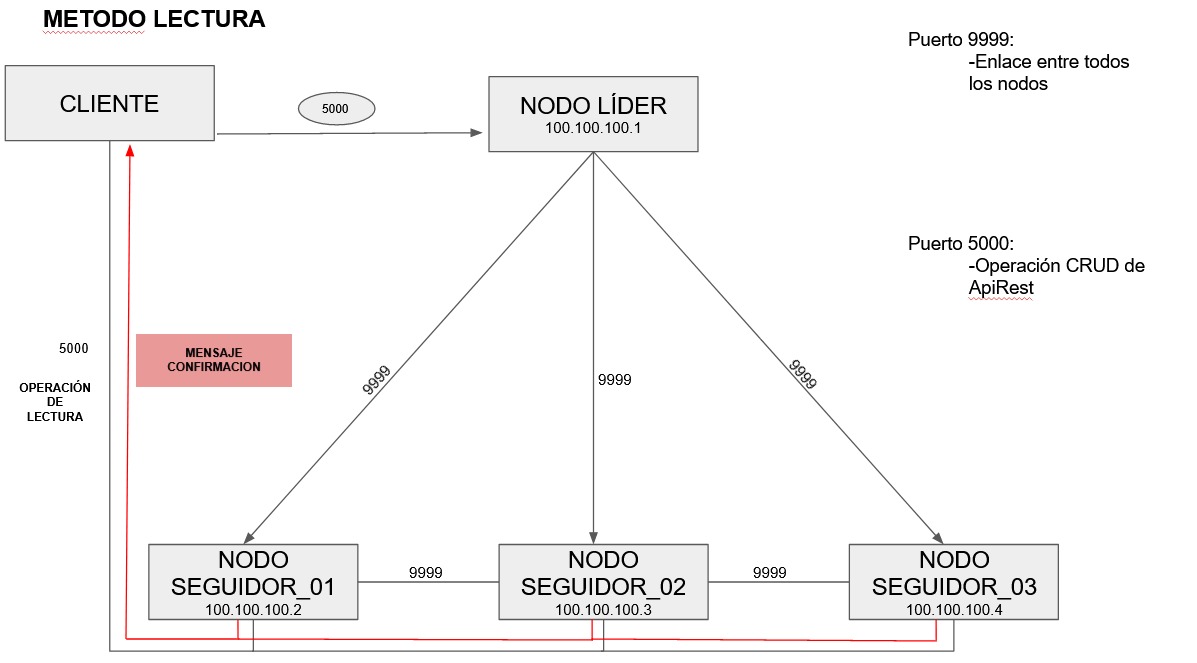 METODO LECTURA
Puerto 9999:
-Enlace entre todos
los nodos
CLIENTE
5000
NODO LÍDER
100.100.100.1
Puerto 5000:
-Operación CRUD de
ApiRest
5000
OPERACIÓN
DE
LECTURA
MENSAJE
CONFIRMACION
9999
9999
9999
NODO
SEGUIDOR_01
100.100.100.2
9999
NODO
SEGUIDOR_02
100.100.100.3
9999
NODO
SEGUIDOR_03
100.100.100.4